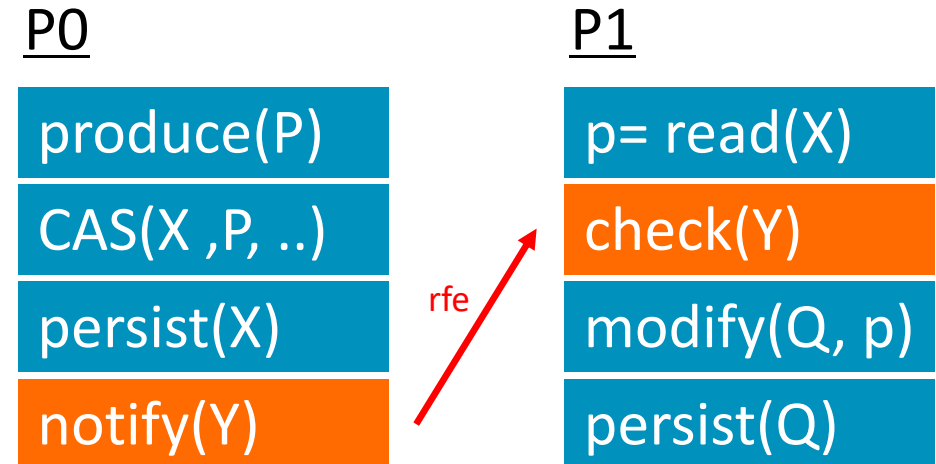 P0
produce(P)
CAS(X ,P, ..)
persist(X)
notify(Y)
rfe
P1
p= read(X)
check(Y)
modify(Q, p)
persist(Q)